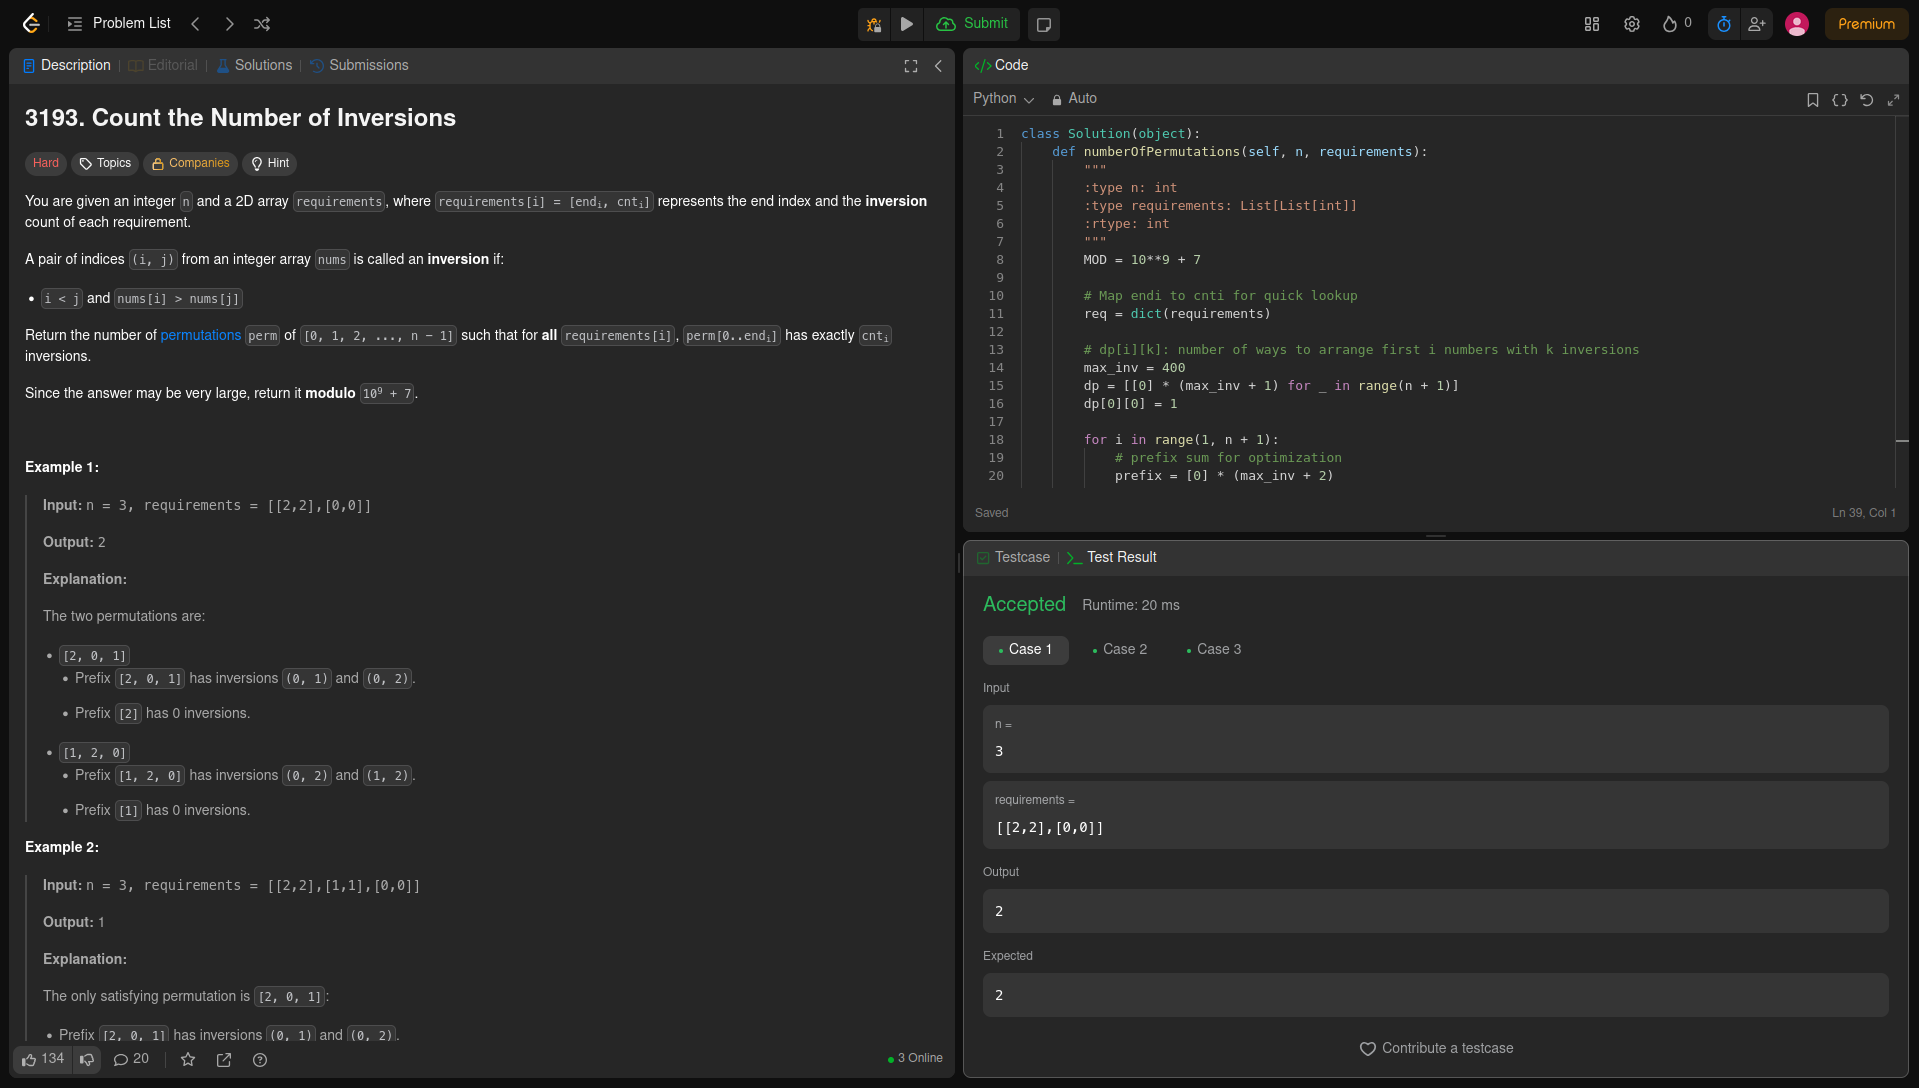 Problem List
Submit
0
Premium
Description | Editorial | Solutions | Submissions
3193. Count the Number of Inversions
Hard Topics Companies Hint
You are given an integer n and a 2D array requirements, where requirements[i] = [endi, cnti] represents the end index and the inversion
count of each requirement.
A pair of indices (i, j) from an integer array nums is called an inversion if:
• i < j and nums[i] > nums[j]
Return the number of permutations perm of [0, 1, 2, ..., n - 1] such that for all requirements[i], perm[0..endi] has exactly cnti
inversions.
Since the answer may be very large, return it modulo 10⁹ + 7.
Example 1:
Input: n = 3, requirements = [[2,2],[0,0]]
Output: 2
Explanation:
The two permutations are:
• [2, 0, 1]
• Prefix [2, 0, 1] has inversions (0, 1) and (0, 2).
• Prefix [2] has 0 inversions.
• [1, 2, 0]
• Prefix [1, 2, 0] has inversions (0, 2) and (1, 2).
• Prefix [1] has 0 inversions.
Example 2:
Input: n = 3, requirements = [[2,2],[1,1],[0,0]]
Output: 1
Explanation:
The only satisfying permutation is [2, 0, 1]:
• Prefix [2, 0, 1] has inversions (0, 1) and (0, 2).
134 20
3 Online
</> Code
Python Auto
1 class Solution(object):
2 def numberOfPermutations(self, n, requirements):
3 """
4 :type n: int
5 :type requirements: List[List[int]]
6 :rtype: int
7 """
8 MOD = 10**9 + 7
9
10 # Map endi to cnti for quick lookup
11 req = dict(requirements)
12
13 # dp[i][k]: number of ways to arrange first i numbers with k inversions
14 max_inv = 400
15 dp = [[0] * (max_inv + 1) for _ in range(n + 1)]
16 dp[0][0] = 1
17
18 for i in range(1, n + 1):
19 # prefix sum for optimization
20 prefix = [0] * (max_inv + 2)
Saved
Ln 39, Col 1
Testcase | >_ Test Result
Accepted Runtime: 20 ms
• Case 1 • Case 2 • Case 3
Input
n =
3
requirements =
[[2,2],[0,0]]
Output
2
Expected
2
Contribute a testcase